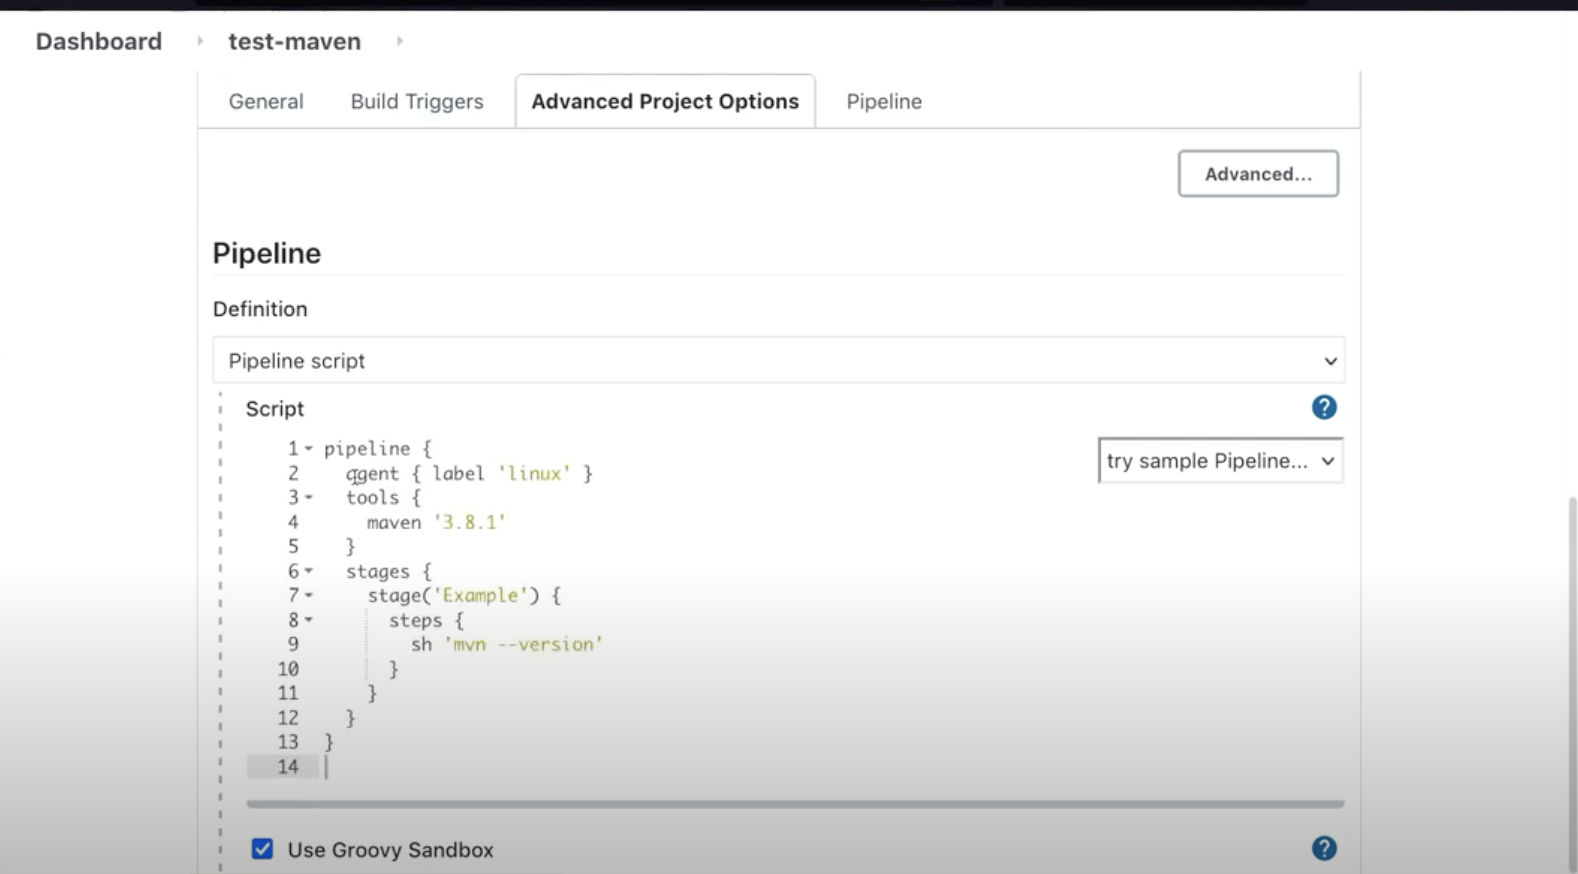 Dashboard test-maven
General Build Triggers Advanced Project Options Pipeline
Advanced...
Pipeline
Definition
Pipeline script
Script
try sample Pipeline...
1 pipeline {
2 agent { label 'linux' }
3 tools {
4 maven '3.8.1'
5 }
6 stages {
7 stage('Example') {
8 steps {
9 sh 'mvn --version'
10 }
11 }
12 }
13 }
14
Use Groovy Sandbox